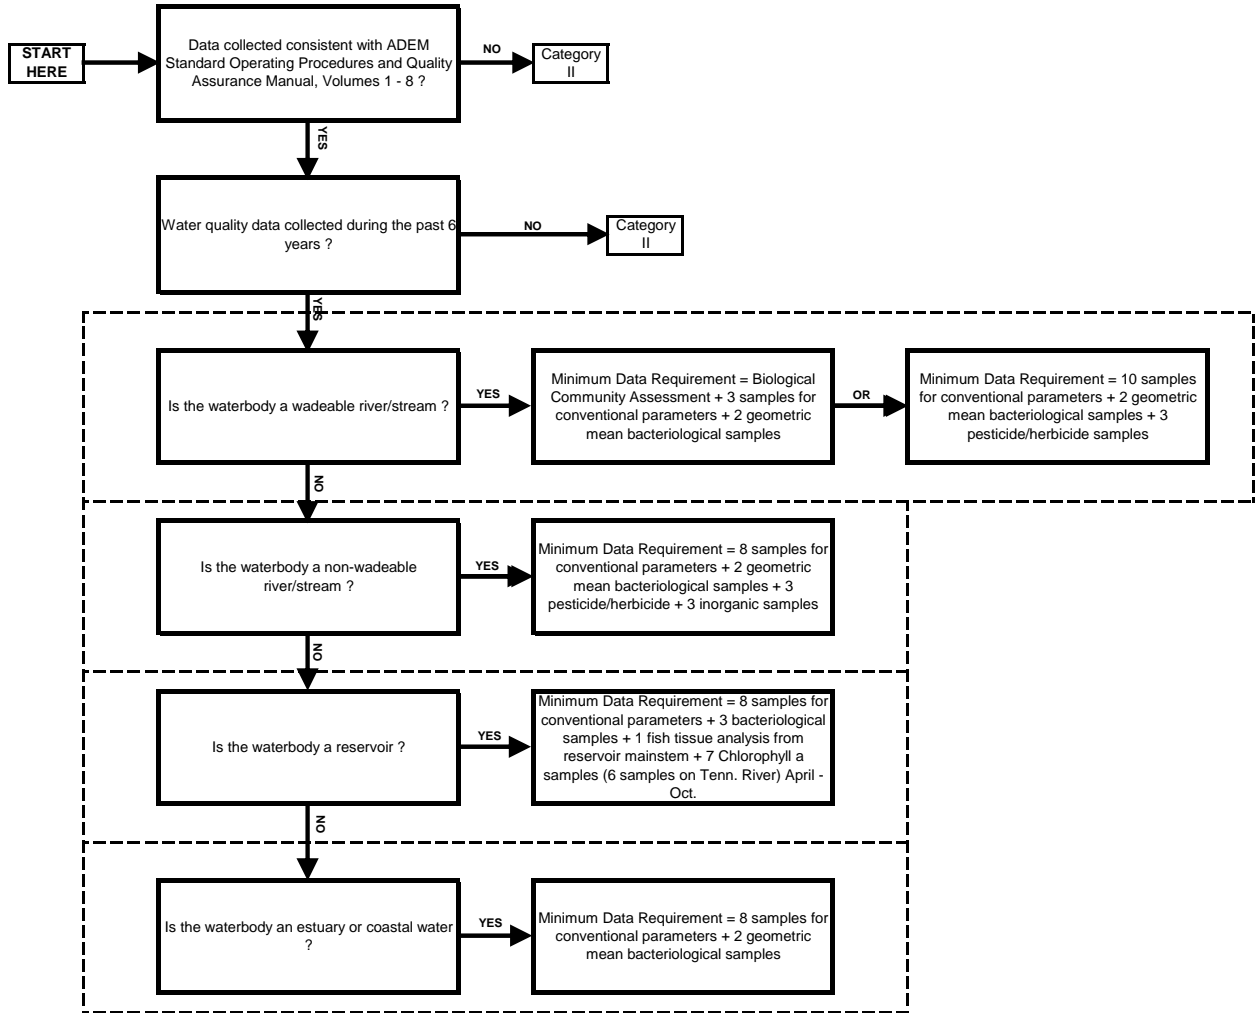 START
HERE
Data collected consistent with ADEM
Standard Operating Procedures and Quality
Assurance Manual, Volumes 1 - 8 ?
NO
Category
II
YES
Water quality data collected during the past 6
years ?
NO
Category
II
YES
Is the waterbody a wadeable river/stream ?
YES
Minimum Data Requirement = Biological
Community Assessment + 3 samples for
conventional parameters + 2 geometric
mean bacteriological samples
OR
Minimum Data Requirement = 10 samples
for conventional parameters + 2 geometric
mean bacteriological samples + 3
pesticide/herbicide samples
NO
Is the waterbody a non-wadeable
river/stream ?
YES
Minimum Data Requirement = 8 samples for
conventional parameters + 2 geometric
mean bacteriological samples + 3
pesticide/herbicide + 3 inorganic samples
NO
Is the waterbody a reservoir ?
YES
Minimum Data Requirement = 8 samples for
conventional parameters + 3 bacteriological
samples + 1 fish tissue analysis from
reservoir mainstem + 7 Chlorophyll a
samples (6 samples on Tenn. River) April -
Oct.
NO
Is the waterbody an estuary or coastal water
?
YES
Minimum Data Requirement = 8 samples for
conventional parameters + 2 geometric
mean bacteriological samples